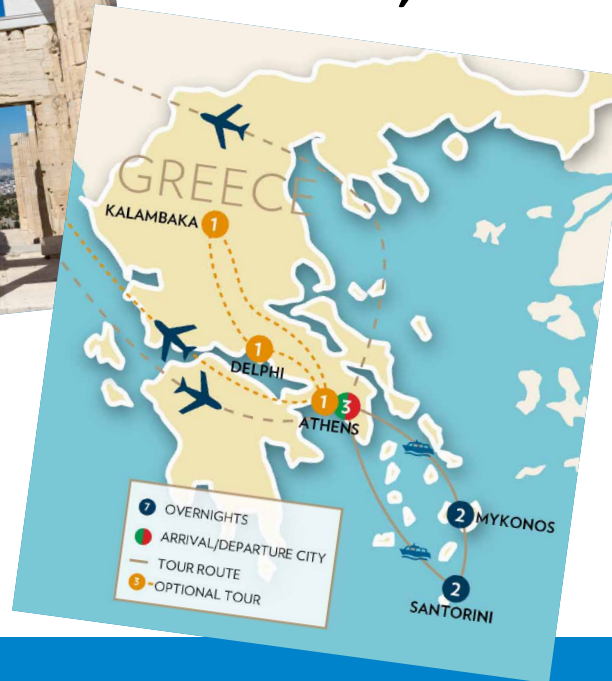 GREECE
KALAMBAKA 1
1
DELPHI
1 3
ATHENS
2 MYKONOS
2
SANTORINI
7 OVERNIGHTS
ARRIVAL/DEPARTURE CITY
TOUR ROUTE
3 OPTIONAL TOUR